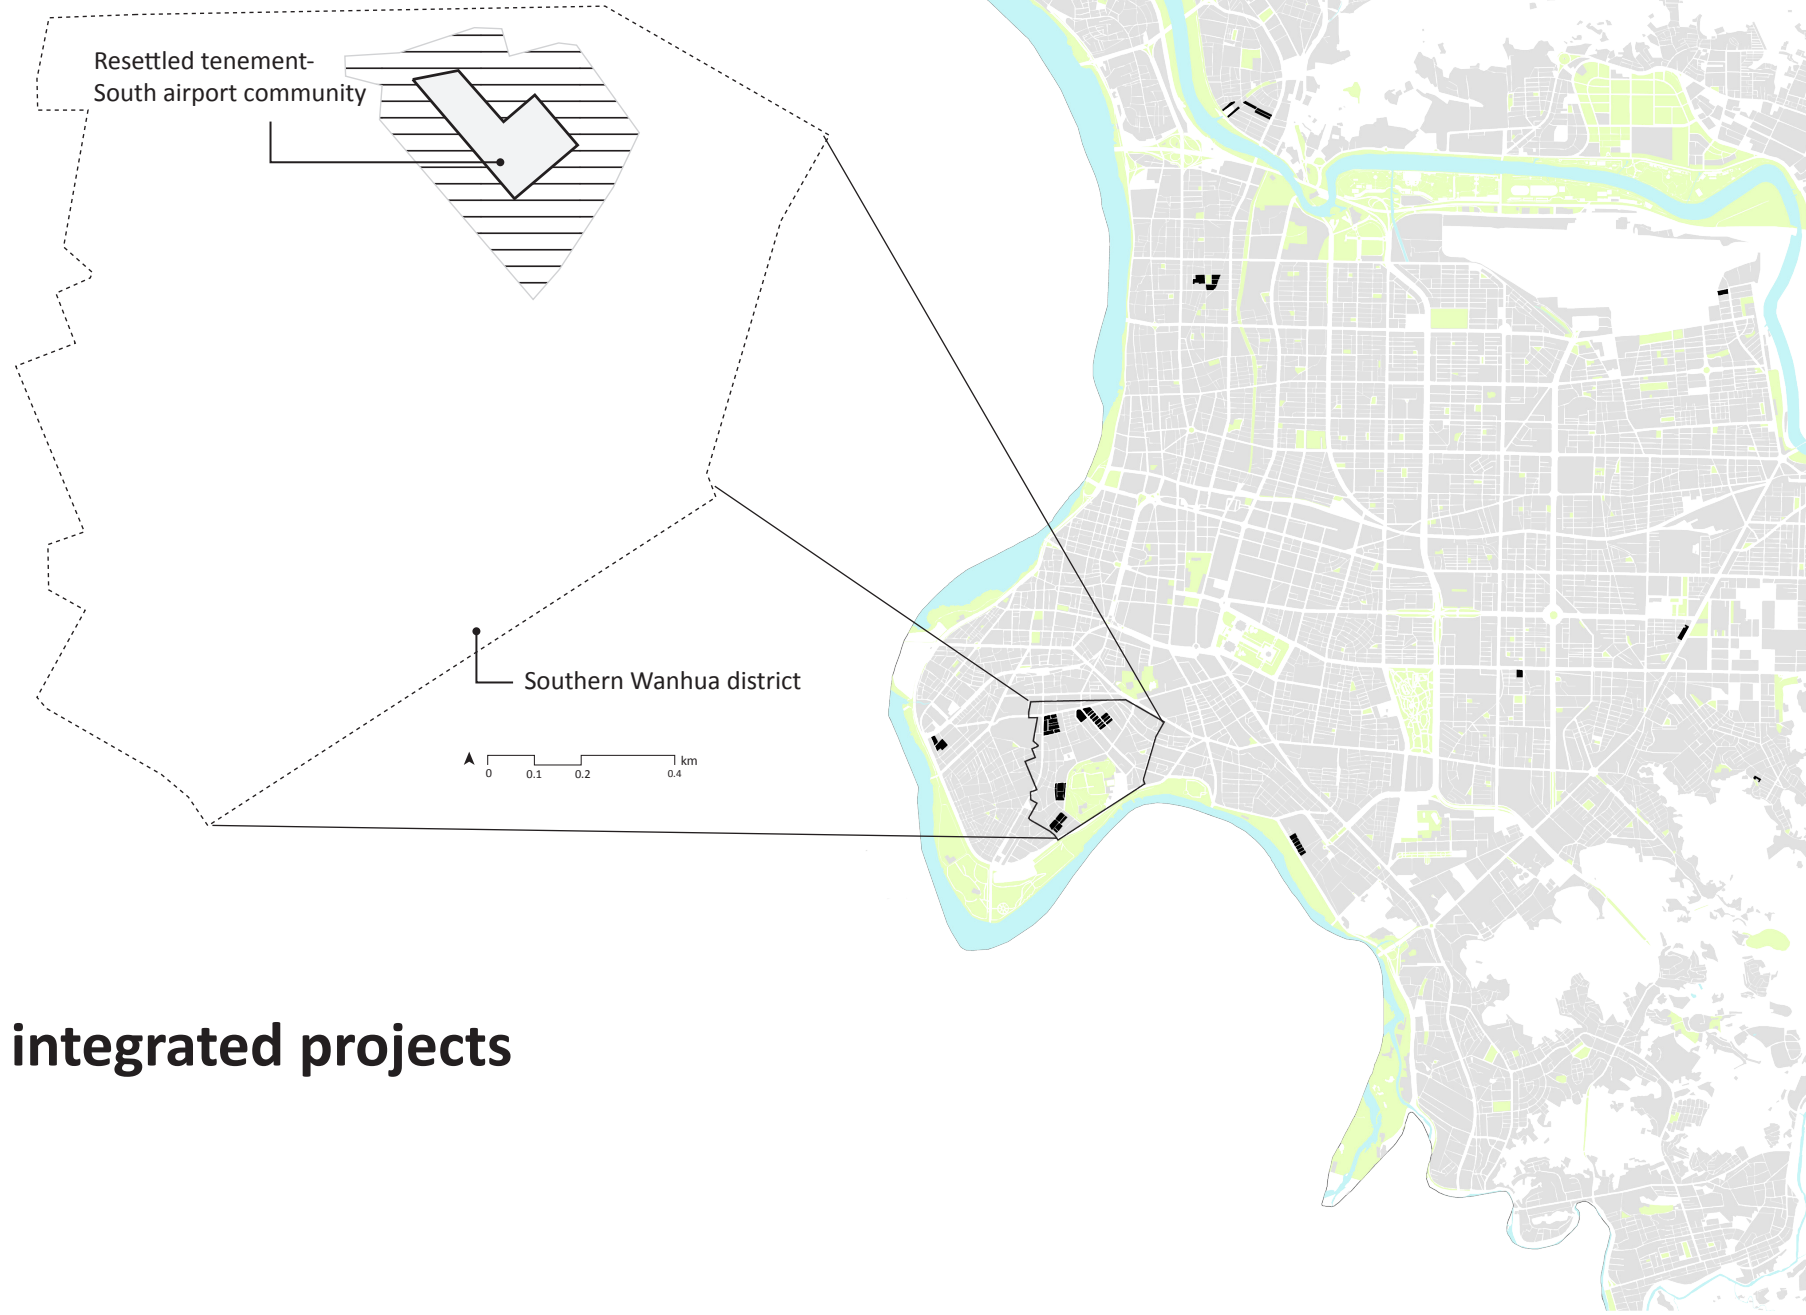 Resettled tenement-
South airport community
Southern Wanhua district
km
0 0.1 0.2 0.4
integrated projects